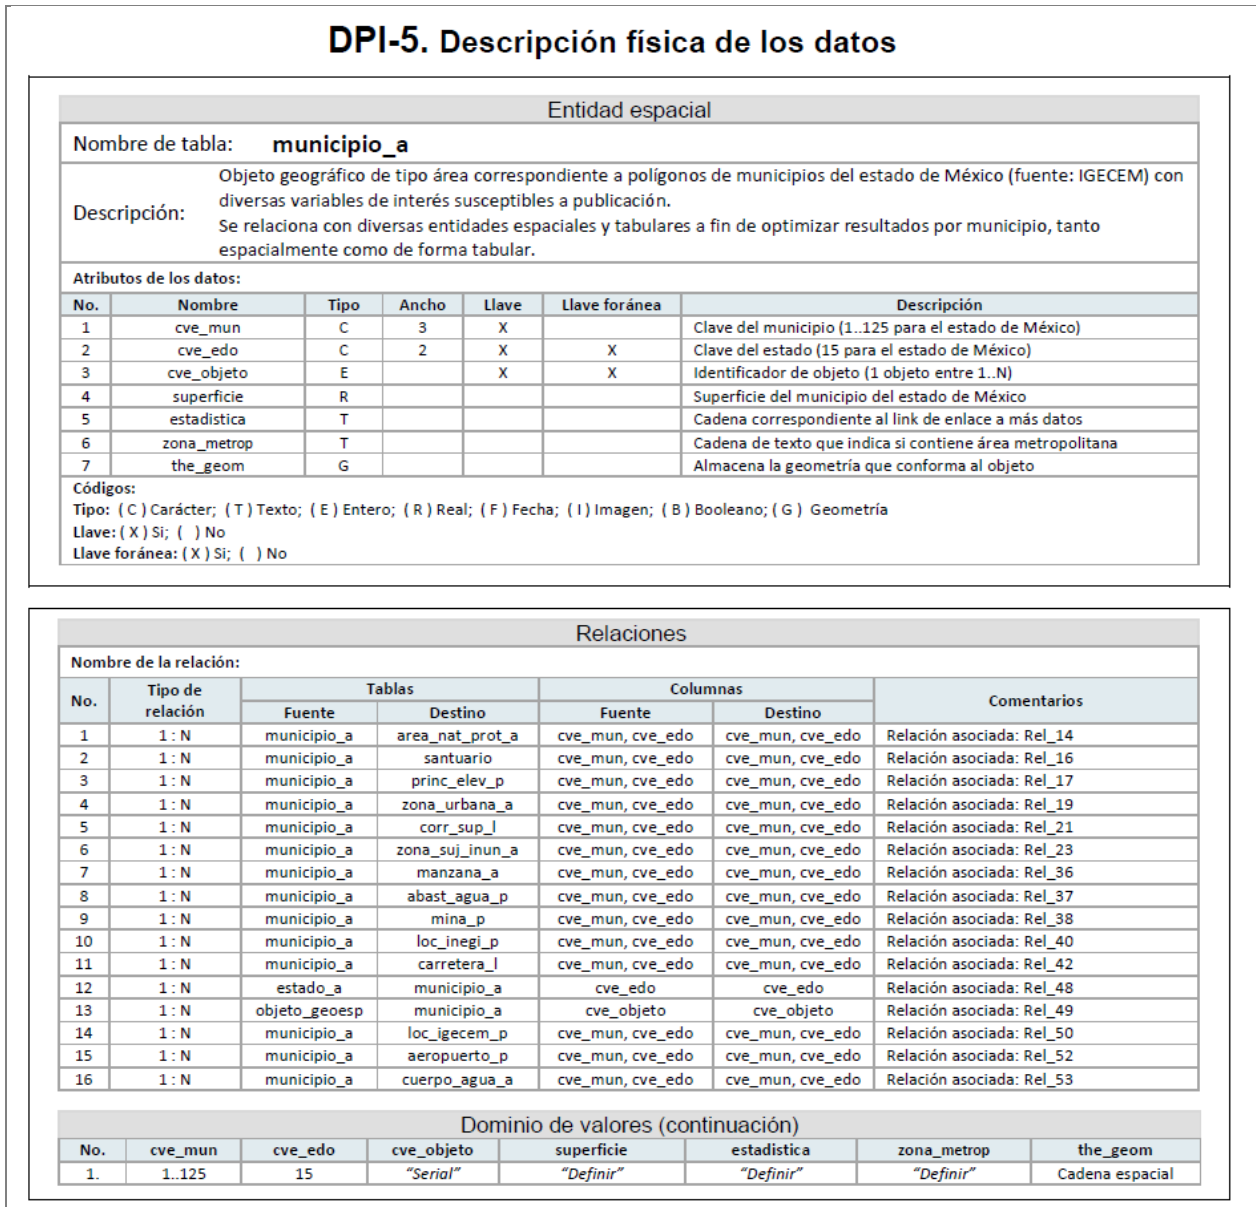 DPI-5. Descripción física de los datos
Entidad espacial
Nombre de tabla: municipio_a
Descripción: Objeto geográfico de tipo área correspondiente a polígonos de municipios del estado de México (fuente: IGECEM) con
diversas variables de interés susceptibles a publicación.
Se relaciona con diversas entidades espaciales y tabulares a fin de optimizar resultados por municipio, tanto
espacialmente como de forma tabular.
Atributos de los datos:
No. Nombre Tipo Ancho Llave Llave foránea Descripción
1 cve_mun C 3 X Clave del municipio (1..125 para el estado de México)
2 cve_edo C 2 X X Clave del estado (15 para el estado de México)
3 cve_objeto E X X Identificador de objeto (1 objeto entre 1..N)
4 superficie R Superficie del municipio del estado de México
5 estadistica T Cadena correspondiente al link de enlace a más datos
6 zona_metrop T Cadena de texto que indica si contiene área metropolitana
7 the_geom G Almacena la geometría que conforma al objeto
Códigos:
Tipo: ( C ) Carácter; ( T ) Texto; ( E ) Entero; ( R ) Real; ( F ) Fecha; ( I ) Imagen; ( B ) Booleano; ( G ) Geometría
Llave: ( X ) Si; ( ) No
Llave foránea: ( X ) Si; ( ) No
Relaciones
Nombre de la relación:
No. Tipo de relación Tablas Columnas Comentarios
Fuente Destino Fuente Destino
1 1 : N municipio_a area_nat_prot_a cve_mun, cve_edo cve_mun, cve_edo Relación asociada: Rel_14
2 1 : N municipio_a santuario cve_mun, cve_edo cve_mun, cve_edo Relación asociada: Rel_16
3 1 : N municipio_a princ_elev_p cve_mun, cve_edo cve_mun, cve_edo Relación asociada: Rel_17
4 1 : N municipio_a zona_urbana_a cve_mun, cve_edo cve_mun, cve_edo Relación asociada: Rel_19
5 1 : N municipio_a corr_sup_l cve_mun, cve_edo cve_mun, cve_edo Relación asociada: Rel_21
6 1 : N municipio_a zona_suj_inun_a cve_mun, cve_edo cve_mun, cve_edo Relación asociada: Rel_23
7 1 : N municipio_a manzana_a cve_mun, cve_edo cve_mun, cve_edo Relación asociada: Rel_36
8 1 : N municipio_a abast_agua_p cve_mun, cve_edo cve_mun, cve_edo Relación asociada: Rel_37
9 1 : N municipio_a mina_p cve_mun, cve_edo cve_mun, cve_edo Relación asociada: Rel_38
10 1 : N municipio_a loc_inegi_p cve_mun, cve_edo cve_mun, cve_edo Relación asociada: Rel_40
11 1 : N municipio_a carretera_l cve_mun, cve_edo cve_mun, cve_edo Relación asociada: Rel_42
12 1 : N estado_a municipio_a cve_edo cve_edo Relación asociada: Rel_48
13 1 : N objeto_geoesp municipio_a cve_objeto cve_objeto Relación asociada: Rel_49
14 1 : N municipio_a loc_igecem_p cve_mun, cve_edo cve_mun, cve_edo Relación asociada: Rel_50
15 1 : N municipio_a aeropuerto_p cve_mun, cve_edo cve_mun, cve_edo Relación asociada: Rel_52
16 1 : N municipio_a cuerpo_agua_a cve_mun, cve_edo cve_mun, cve_edo Relación asociada: Rel_53
Dominio de valores (continuación)
No. cve_mun cve_edo cve_objeto superficie estadistica zona_metrop the_geom
1. 1..125 15 “Serial” “Definir” “Definir” “Definir” Cadena espacial